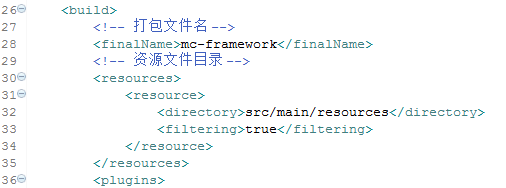 26 <build>
27 <!-- 打包文件名 -->
28 <finalName>mc-framework</finalName>
29 <!-- 资源文件目录 -->
30 <resources>
31 <resource>
32 <directory>src/main/resources</directory>
33 <filtering>true</filtering>
34 </resource>
35 </resources>
36 <plugins>